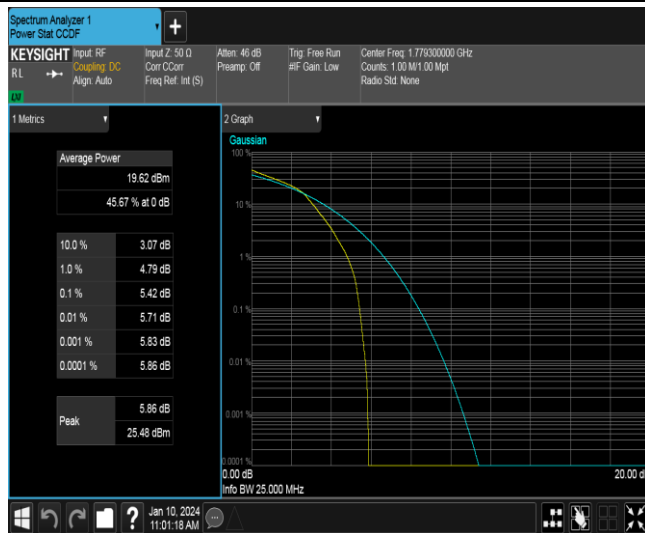 Spectrum Analyzer 1
Power Stat CCDF
+
KEYSIGHT
RL
Input: RF
Coupling: DC
Align: Auto
Input Z: 50 Ω
Corr CCorr
Freq Ref: Int (S)
Atten: 46 dB
Preamp: Off
Trig: Free Run
#IF Gain: Low
Center Freq: 1.779300000 GHz
Counts: 1.00 M/1.00 Mpt
Radio Std: None
1 Metrics
Average Power
19.62 dBm
45.67 % at 0 dB
10.0 % 3.07 dB
1.0 % 4.79 dB
0.1 % 5.42 dB
0.01 % 5.71 dB
0.001 % 5.83 dB
0.0001 % 5.86 dB
Peak
5.86 dB
25.48 dBm
2 Graph
Gaussian
100 %
10 %
1 %
0.1 %
0.01 %
0.001 %
0.0001 %
0.00 dB
20.00 d
Info BW 25.000 MHz
?
Jan 10, 2024
11:01:18 AM